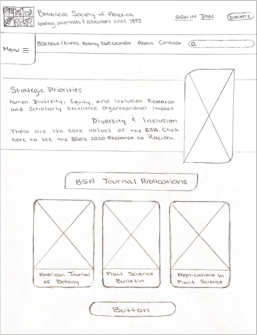 Botanical Society of America
leading scientists & educators since 1893
SIGN IN JOIN DONATE
Menu
BSA News & Events Botany 360 Calendar About Contact
Strategic Priorities
Human Diversity, Equity, and Inclusion Research
and Scholarly Excellence Organizational Impact
Diversity & Inclusion
These are the core values of the BSA. Click
here to see the BSA's 2020 Response to Racism.
BSA Journal Publications
American Journal
of Botany
Plant Science
Bulletin
Applications in
Plant Science
Button